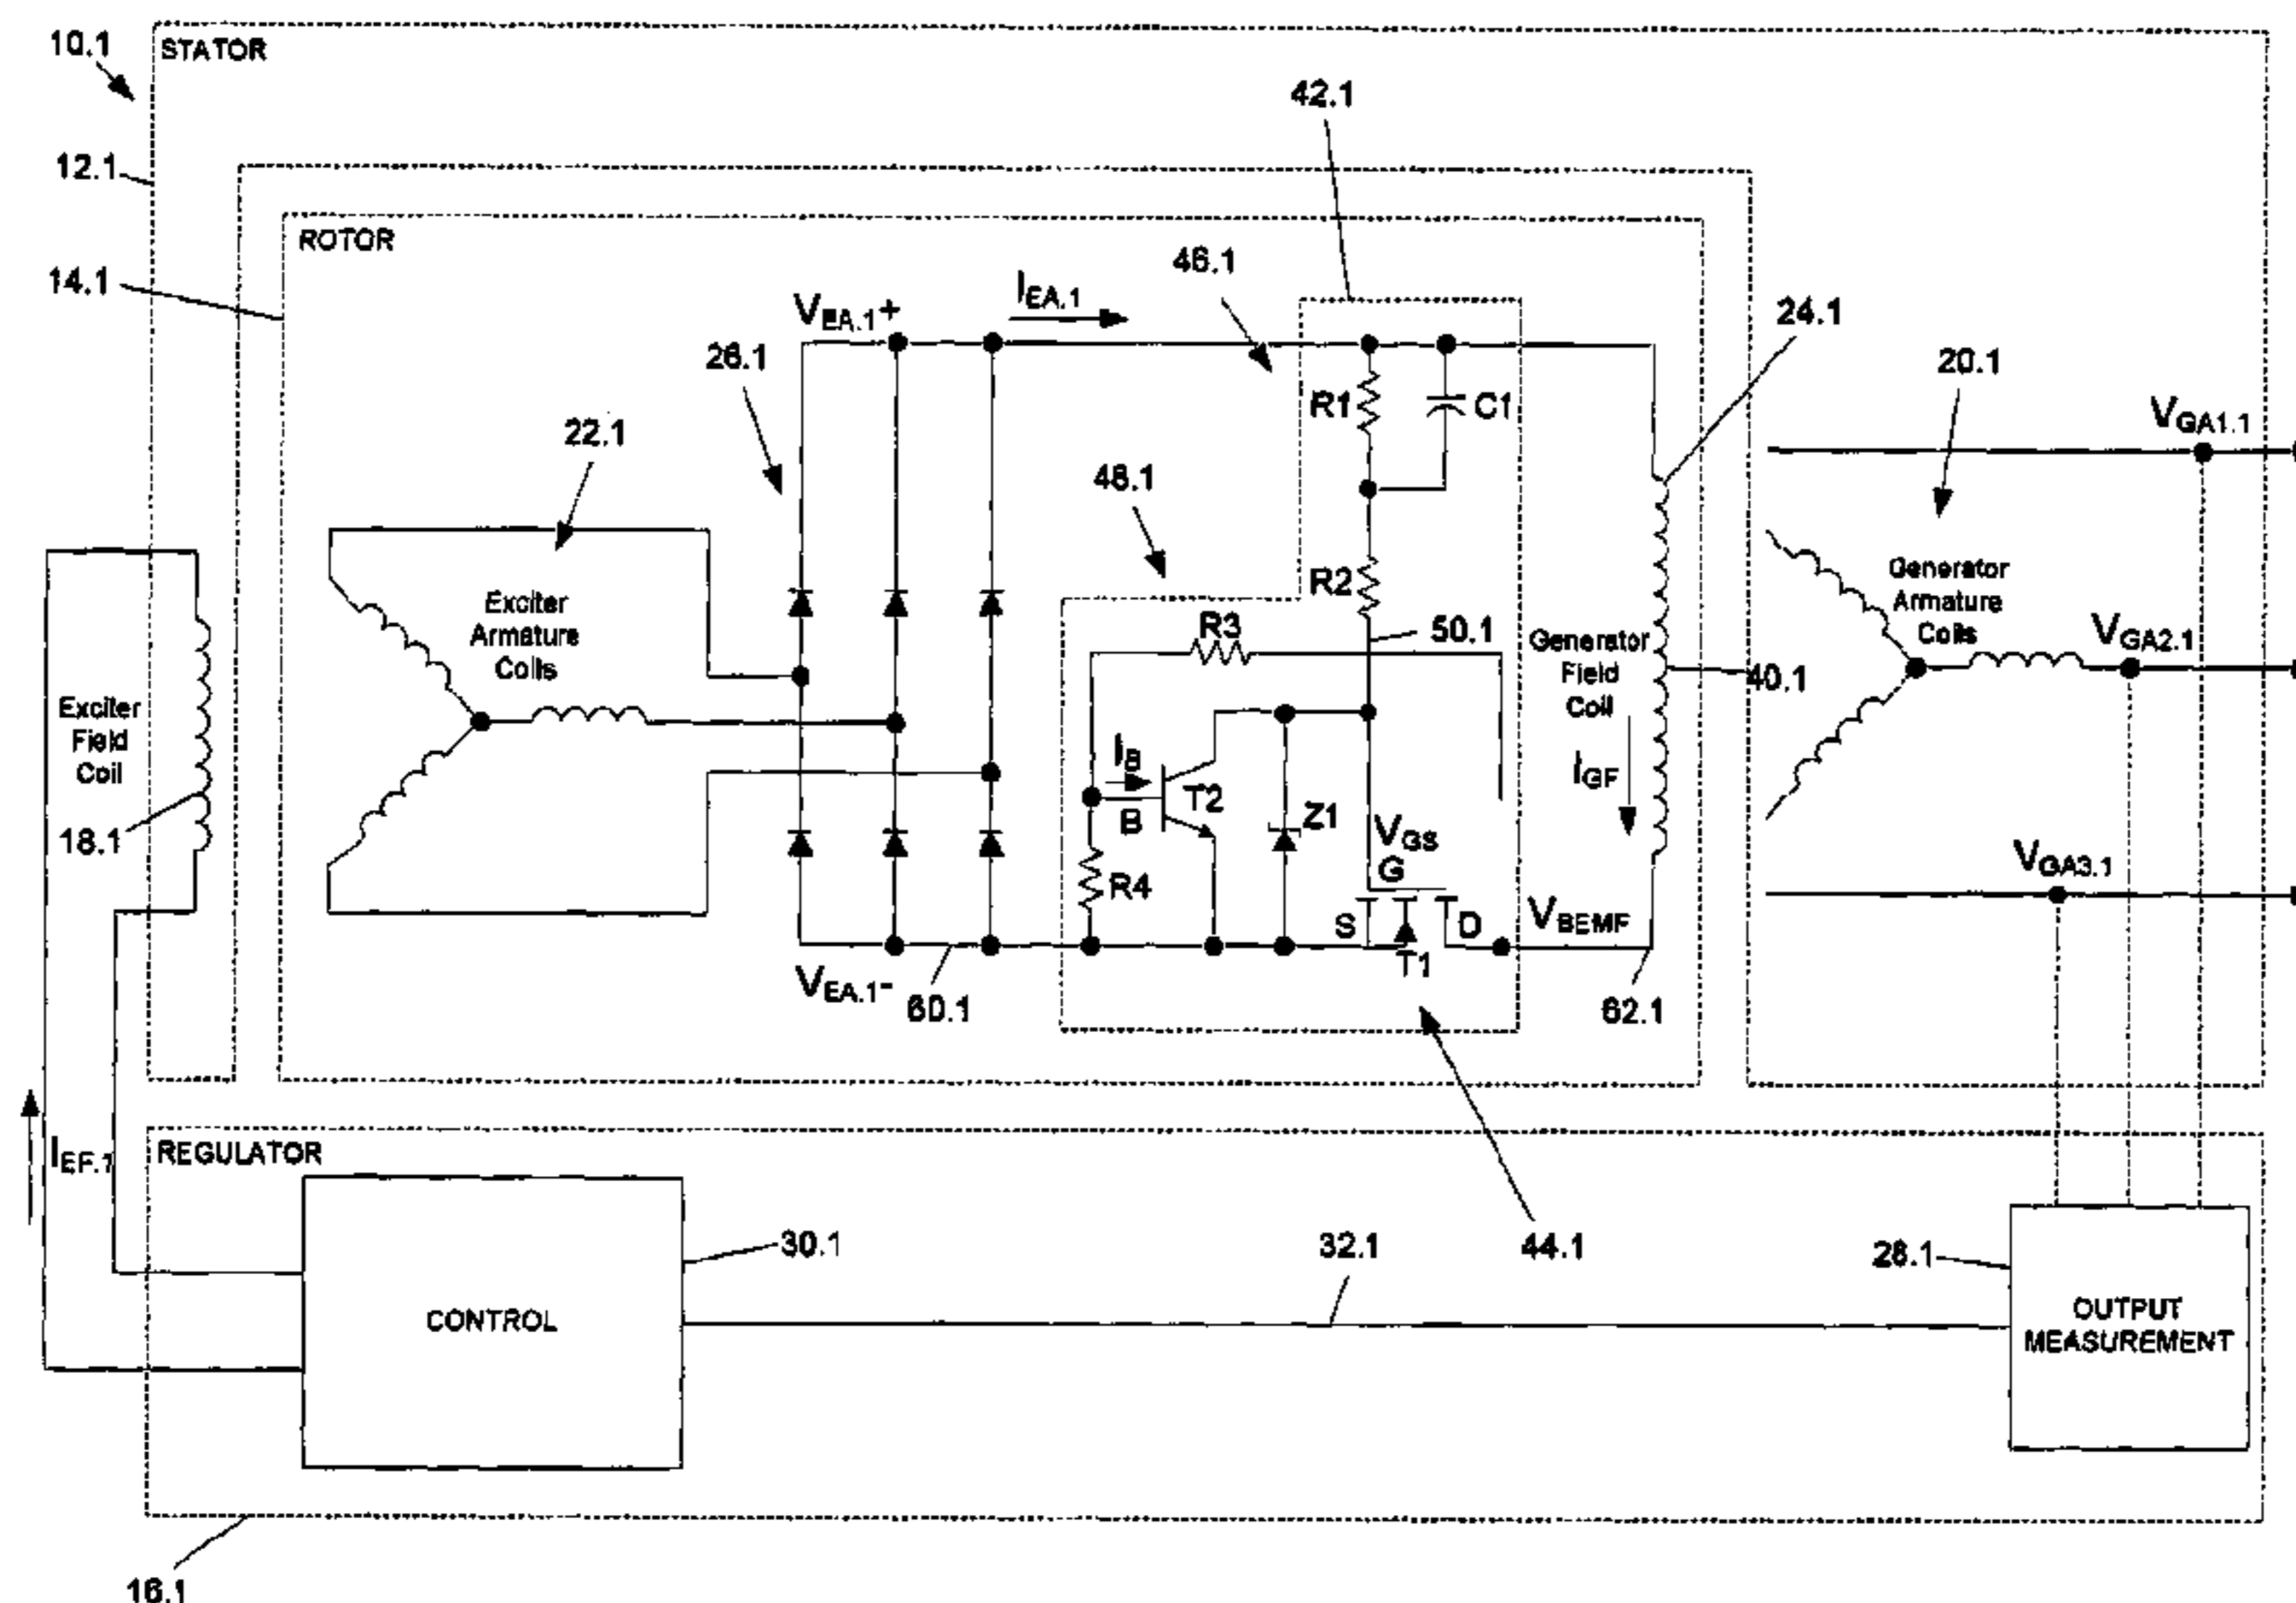 10.1
STATOR
42.1
12.1
ROTOR
46.1
14.1
VEA.1+
IEA.1
24.1
26.1
20.1
R1
C1
VGA1.1
22.1
48.1
R2
Exciter
Armature
Coils
R3
50.1
Generator
Field
Coil
Generator
Armature
Coils
VGA2.1
40.1
Exciter
Field
Coil
IB
T2
B
Z1
VGS
G
IGF
18.1
R4
VGA3.1
S
D
VBEMF
T1
VEA.1-
60.1
62.1
IEF.1
REGULATOR
30.1
32.1
44.1
28.1
CONTROL
OUTPUT
MEASUREMENT
16.1